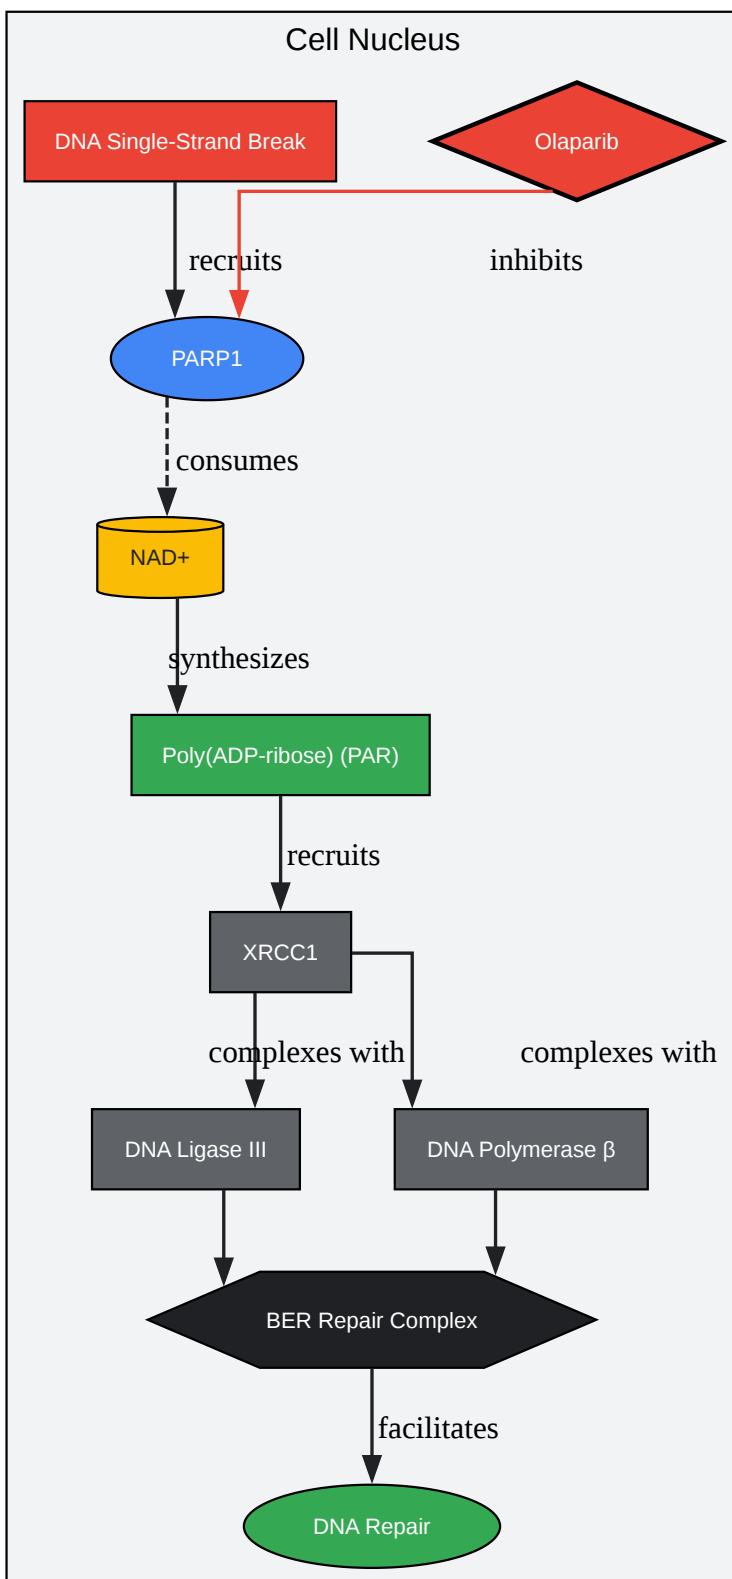 Cell Nucleus
DNA Single-Strand Break
Olaparib
recruits
inhibits
PARP1
consumes
NAD+
synthesizes
Poly(ADP-ribose) (PAR)
recruits
XRCC1
complexes with
complexes with
DNA Ligase III
DNA Polymerase β
BER Repair Complex
facilitates
DNA Repair